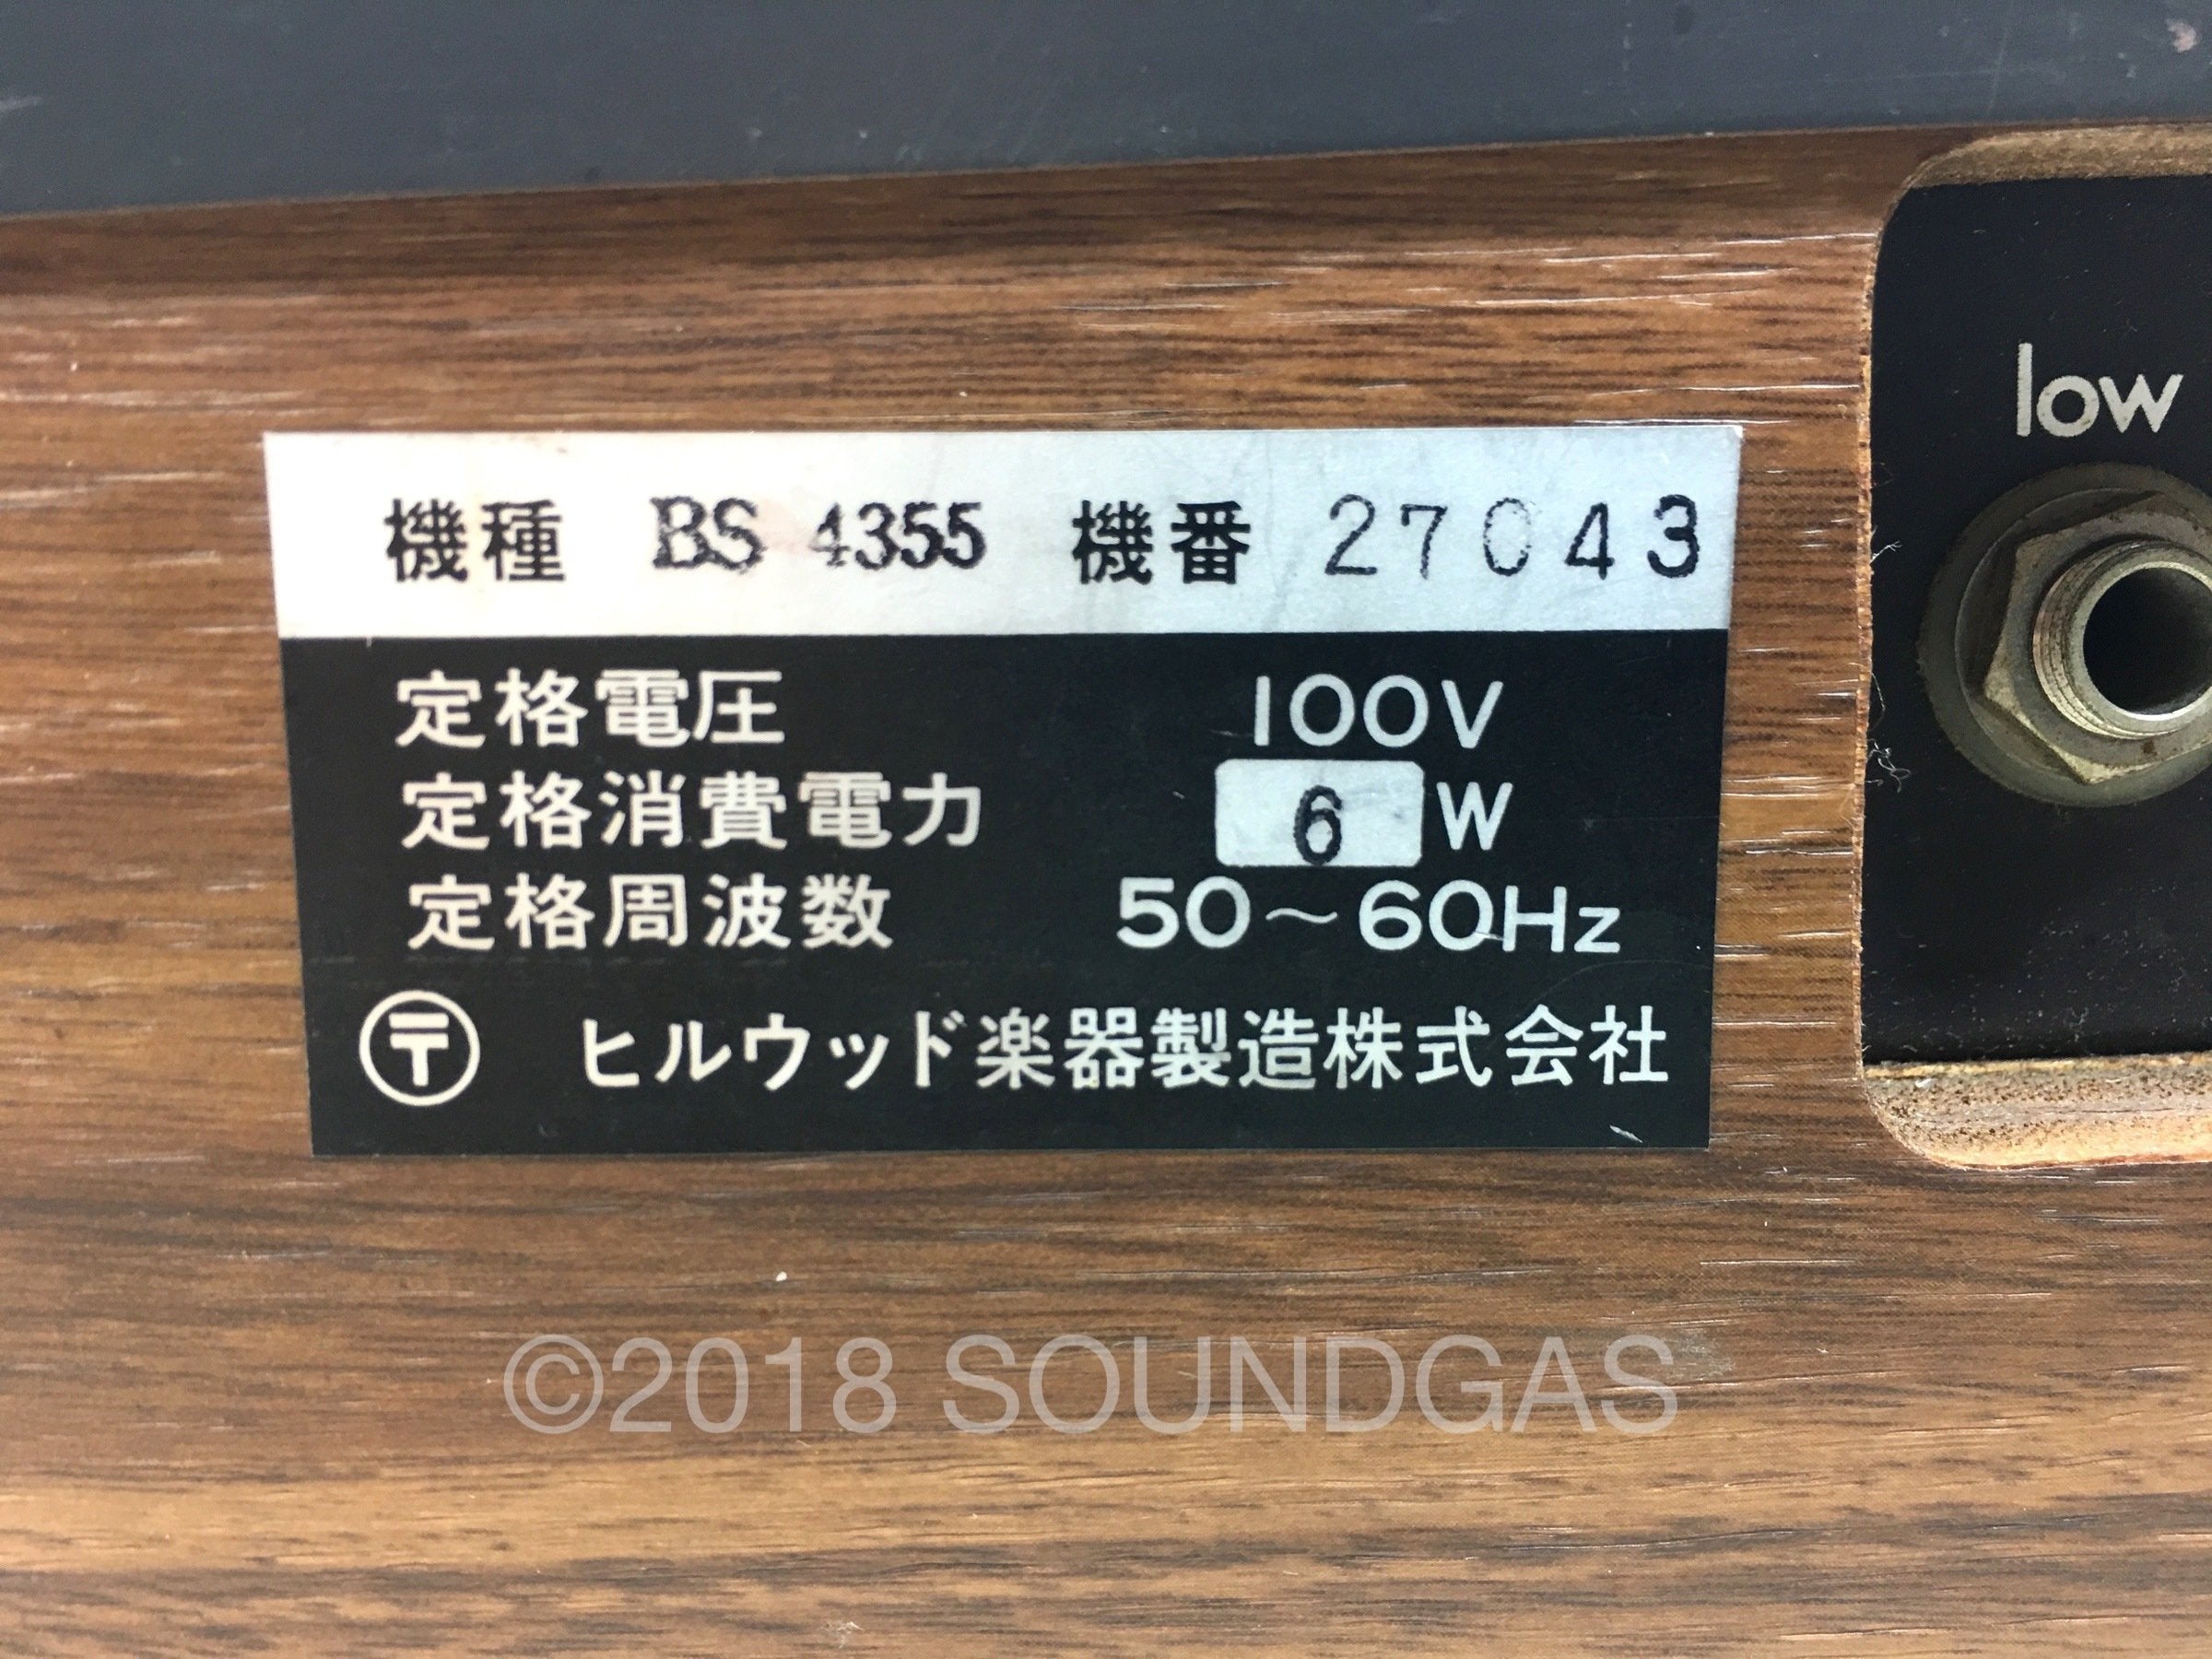 機種 BS 4355 機番 27043
low
定格電圧 100V
定格消費電力 6 W
定格周波数 50〜60Hz
〒 ヒルウッド楽器製造株式会社
©2018 SOUNDGAS